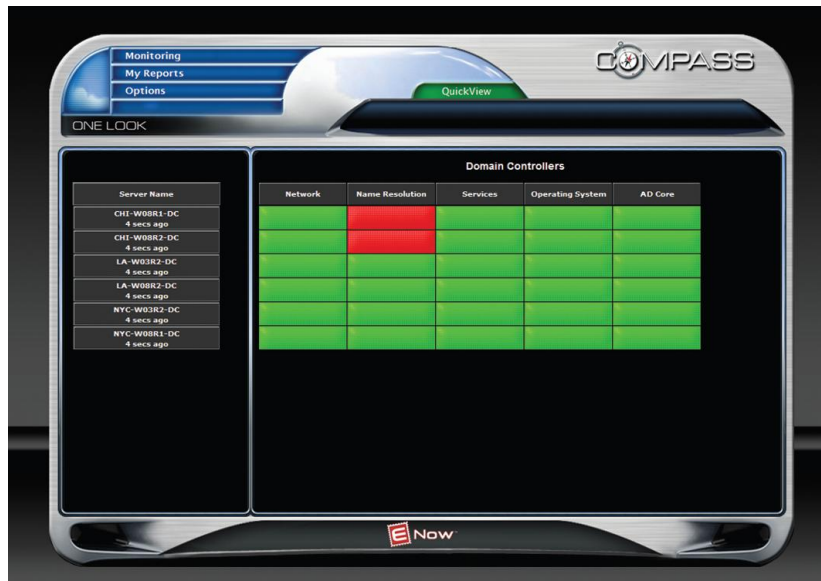 Monitoring
My Reports
Options
COMPASS
QuickView
ONE LOOK
Domain Controllers
Server Name
Network Name Resolution Services Operating System AD Core
CHI-W08R1-DC
4 secs ago
CHI-W08R2-DC
4 secs ago
LA-W03R2-DC
4 secs ago
LA-W08R2-DC
4 secs ago
NYC-W03R2-DC
4 secs ago
NYC-W08R1-DC
4 secs ago
ENow